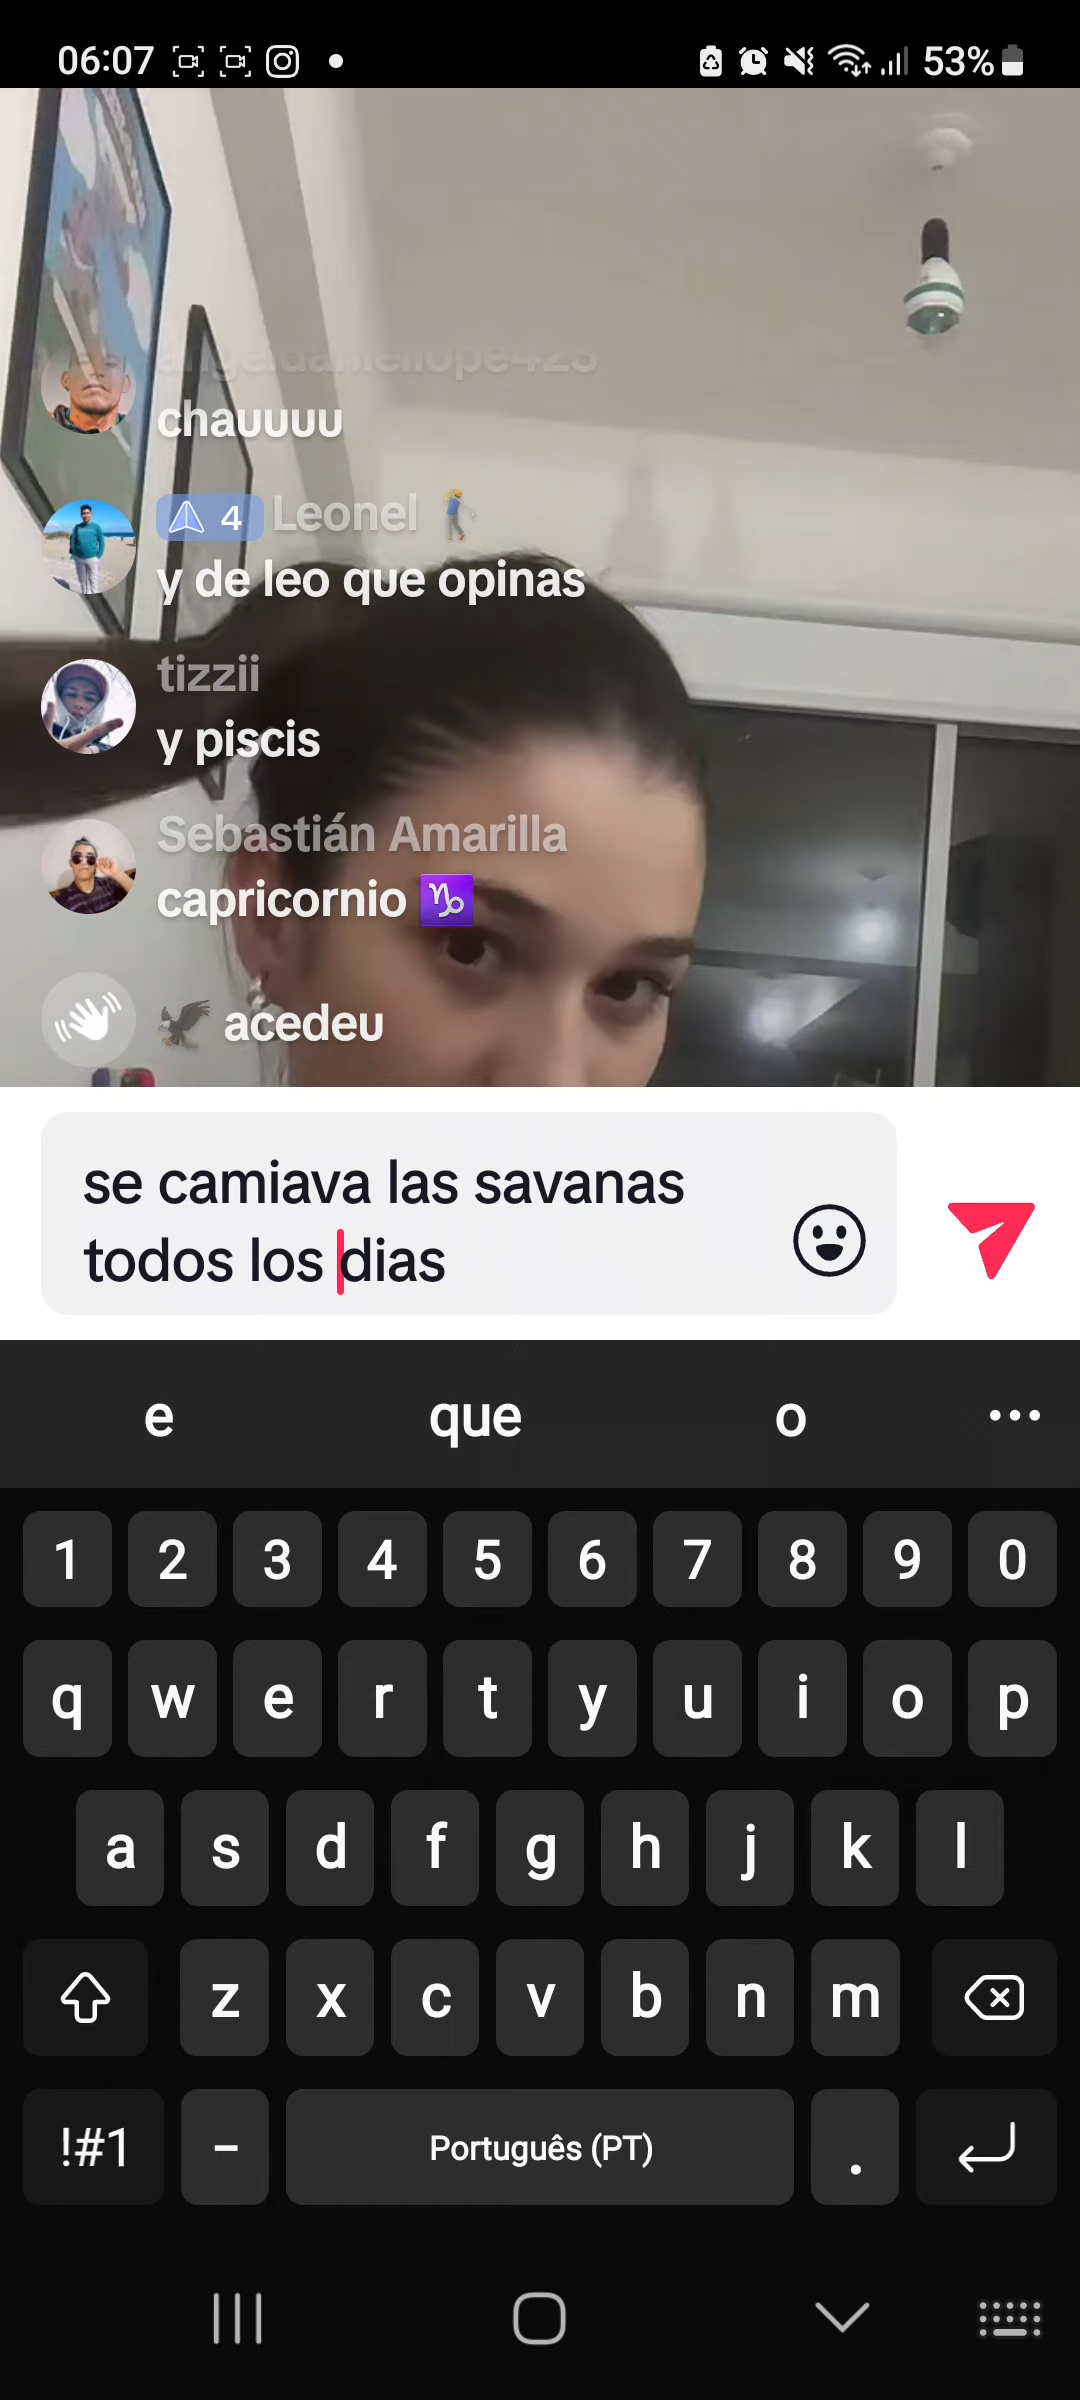 06:07
53%
angeldaniellope423
chauuuu
4 Leonel
y de leo que opinas
tizzii
y piscis
Sebastián Amarilla
capricornio ♑
acedeu
se camiava las savanas
todos los dias
e que o ...
1 2 3 4 5 6 7 8 9 0
q w e r t y u i o p
a s d f g h j k l
z x c v b n m
!#1 - Português (PT) .